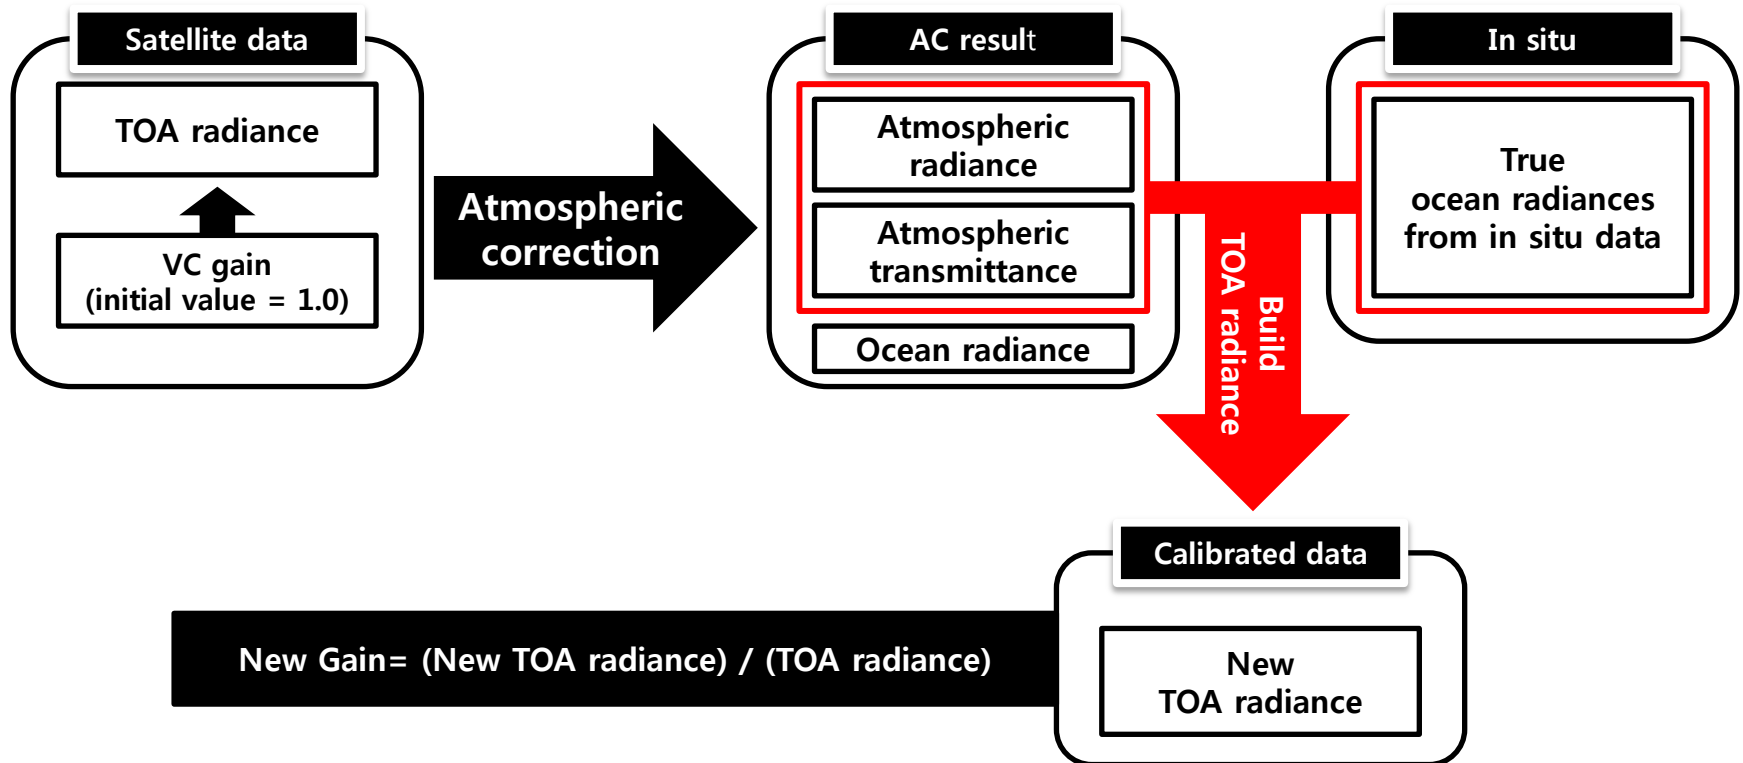 Satellite data
TOA radiance
VC gain
(initial value = 1.0)
Atmospheric
correction
AC result
Atmospheric
radiance
Atmospheric
transmittance
Ocean radiance
In situ
True
ocean radiances
from in situ data
Build
TOA radiance
Calibrated data
New
TOA radiance
New Gain= (New TOA radiance) / (TOA radiance)